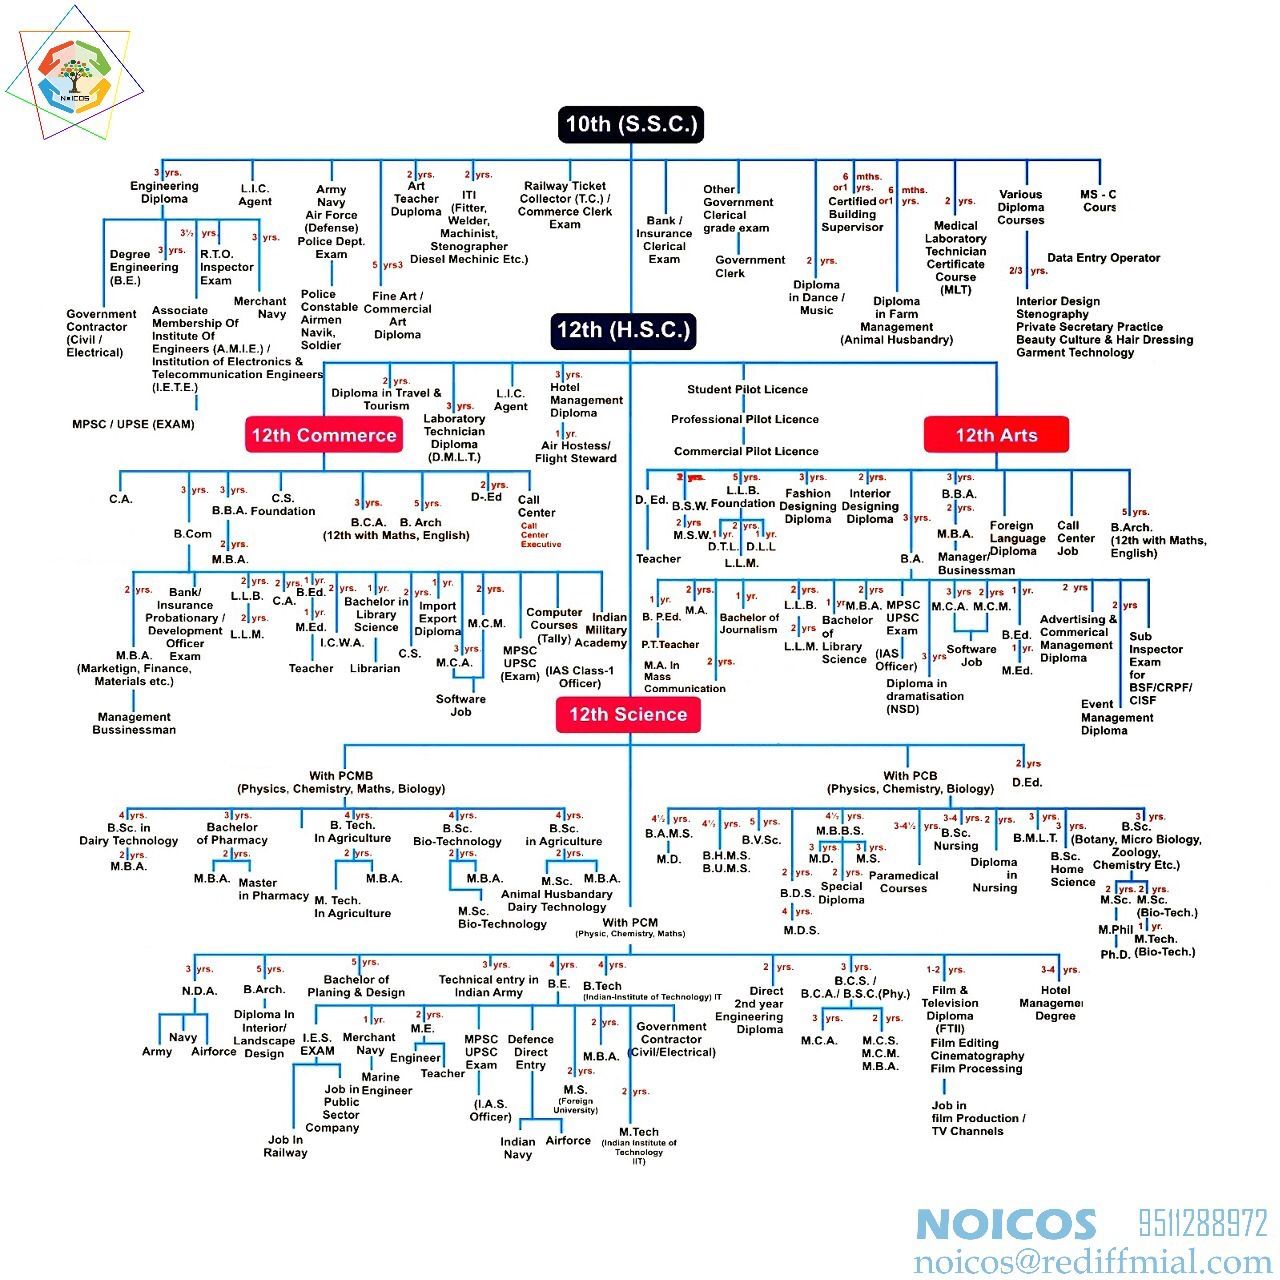 NOICOS
10th (S.S.C.)
3 yrs.
Engineering
Diploma
L.I.C.
Agent
Army
Navy
Air Force
(Defense)
Police Dept.
Exam
2 yrs.
Art
Teacher
Duploma
2 yrs.
ITI
(Fitter,
Welder,
Machinist,
Stenographer
Diesel Mechinic Etc.)
Railway Ticket
Collector (T.C.) /
Commerce Clerk
Exam
Bank /
Insurance
Clerical
Exam
Other
Government
Clerical
grade exam
Government
Clerk
2 yrs.
Diploma
in Dance /
Music
6 mths.
or1 yrs.
Certified
Building
Supervisor
6 mths.
or1 yrs.
Diploma
in Farm
Management
(Animal Husbandry)
2 yrs.
Medical
Laboratory
Technician
Certificate
Course
(MLT)
Various
Diploma
Courses
2/3 yrs.
Interior Design
Stenography
Private Secretary Practice
Beauty Culture & Hair Dressing
Garment Technology
MS - C
Cours
Data Entry Operator
Government
Contractor
(Civil /
Electrical)
3 yrs.
Degree
Engineering
(B.E.)
Associate
Membership Of
Institute Of
Engineers (A.M.I.E.) /
Institution of Electronics &
Telecommunication Engineers
(I.E.T.E.)
MPSC / UPSE (EXAM)
3½ yrs.
R.T.O.
Inspector
Exam
3 yrs.
Merchant
Navy
Police
Constable
Airmen
Navik,
Soldier
5 yrs3
Fine Art /
Commercial
Art
Diploma
12th (H.S.C.)
2 yrs.
Diploma in Travel &
Tourism
3 yrs.
Laboratory
Technician
Diploma
(D.M.L.T.)
L.I.C.
Agent
3 yrs.
Hotel
Management
Diploma
1 yr.
Air Hostess/
Flight Steward
Student Pilot Licence
Professional Pilot Licence
Commercial Pilot Licence
12th Commerce
C.A.
3 yrs.
B.Com
3 yrs.
B.B.A.
2 yrs.
M.B.A.
C.S.
Foundation
3 yrs.
B.C.A.
5 yrs.
B. Arch
(12th with Maths, English)
2 yrs.
D-.Ed
Call
Center
Call
Center
Executive
2 yrs.
M.B.A.
(Marketign, Finance,
Materials etc.)
Management
Bussinessman
Bank/
Insurance
Probationary /
Development
Officer
Exam
2 yrs.
L.L.B.
2 yrs.
L.L.M.
2 yrs.
C.A.
1 yr.
B.Ed.
1 yr.
M.Ed.
Teacher
2 yrs.
I.C.W.A.
1 yr.
Bachelor in
Library
Science
Librarian
2 yrs.
C.S.
1 yr.
Import
Export
Diploma
3 yrs.
M.C.A.
2 yrs.
M.C.M.
Software
Job
MPSC
UPSC
(Exam)
Computer
Courses
(Tally)
(IAS Class-1
Officer)
Indian
Military
Academy
12th Arts
D. Ed.
Teacher
yrs.
B.S.W.
2 yrs
M.S.W.
5 yrs.
L.L.B.
Foundation
1 yr.
D.T.L.
2 yrs.
L.L.M.
1 yr.
D.L.L
3 yrs.
Fashion
Designing
Diploma
2 yrs.
Interior
Designing
Diploma
3 yrs.
B.A.
3 yrs.
B.B.A.
2 yrs.
M.B.A.
Manager/
Businessman
Foreign
Language
Diploma
Call
Center
Job
5 yrs.
B.Arch.
(12th with Maths,
English)
1 yr.
B. P.Ed.
P.T.Teacher
2 yrs.
M.A.
2 yrs.
M.A. In
Mass
Communication
1 yr.
Bachelor of
Journalism
2 yrs.
L.L.B.
2 yrs.
L.L.M.
1 yr
Bachelor
of
Library
Science
2 yrs.
M.B.A.
MPSC
UPSC
Exam
(IAS
Officer)
3 yrs
Diploma in
dramatisation
(NSD)
3 yrs
M.C.A.
2 yrs
M.C.M.
Software
Job
1 yr.
B.Ed.
1 yr.
M.Ed.
2 yrs
Advertising &
Commerical
Management
Diploma
2 yrs
Event
Management
Diploma
Sub
Inspector
Exam
for
BSF/CRPF/
CISF
12th Science
With PCMB
(Physics, Chemistry, Maths, Biology)
With PCB
(Physics, Chemistry, Biology)
2 yrs
D.Ed.
4 yrs.
B.Sc. in
Dairy Technology
2 yrs.
M.B.A.
3 yrs.
Bachelor
of Pharmacy
2 yrs.
M.B.A.
Master
in Pharmacy
4 yrs.
B. Tech.
In Agriculture
2 yrs.
M. Tech.
In Agriculture
M.B.A.
4 yrs.
B.Sc.
Bio-Technology
2 yrs.
M.B.A.
M.Sc.
Bio-Technology
4 yrs.
B.Sc.
in Agriculture
2 yrs.
M.Sc.
M.B.A.
Animal Husbandary
Dairy Technology
4½ yrs.
B.A.M.S.
M.D.
4½ yrs.
B.H.M.S.
B.U.M.S.
5 yrs.
B.V.Sc.
2 yrs.
B.D.S.
4 yrs.
M.D.S.
4½ yrs.
M.B.B.S.
3 yrs.
M.D.
3 yrs.
M.S.
2 yrs.
Special
Diploma
3-4½ yrs.
Paramedical
Courses
3-4 yrs.
B.Sc.
Nursing
2 yrs.
Diploma
in
Nursing
3 yrs.
B.M.L.T.
3 yrs.
B.Sc.
Home
Science
3 yrs.
B.Sc.
(Botany, Micro Biology,
Zoology,
Chemistry Etc.)
2 yrs.
M.Sc.
M.Phil
Ph.D.
2 yrs.
M.Sc.
(Bio-Tech.)
1 yr.
M.Tech.
(Bio-Tech.)
With PCM
(Physic, Chemistry, Maths)
3 yrs.
N.D.A.
Army
Navy
Airforce
5 yrs.
B.Arch.
Diploma In
Interior/
Landscape
Design
5 yrs.
Bachelor of
Planing & Design
3 yrs.
Technical entry in
Indian Army
4 yrs.
B.E.
4 yrs.
B.Tech
(Indian-Institute of Technology) IT
2 yrs.
Direct
2nd year
Engineering
Diploma
3 yrs.
B.C.S. /
B.C.A./ B.S.C.(Phy.)
3 yrs.
M.C.A.
2 yrs.
M.C.S.
M.C.M.
M.B.A.
1-2 yrs.
Film &
Television
Diploma
(FTII)
Film Editing
Cinematography
Film Processing
Job in
film Production /
TV Channels
3-4 yrs.
Hotel
Managemer
Degree
I.E.S.
EXAM
Job In
Railway
Job in
Public
Sector
Company
1 yr.
Merchant
Navy
Marine
Engineer
2 yrs.
M.E.
Engineer
Teacher
MPSC
UPSC
Exam
(I.A.S.
Officer)
Defence
Direct
Entry
Indian
Navy
Airforce
2 yrs.
M.S.
(Foreign
University)
2 yrs.
M.B.A.
2 yrs.
M.Tech
(Indian Institute of
Technology
IIT)
Government
Contractor
(Civil/Electrical)
NOICOS 9511288972
noicos@rediffmial.com